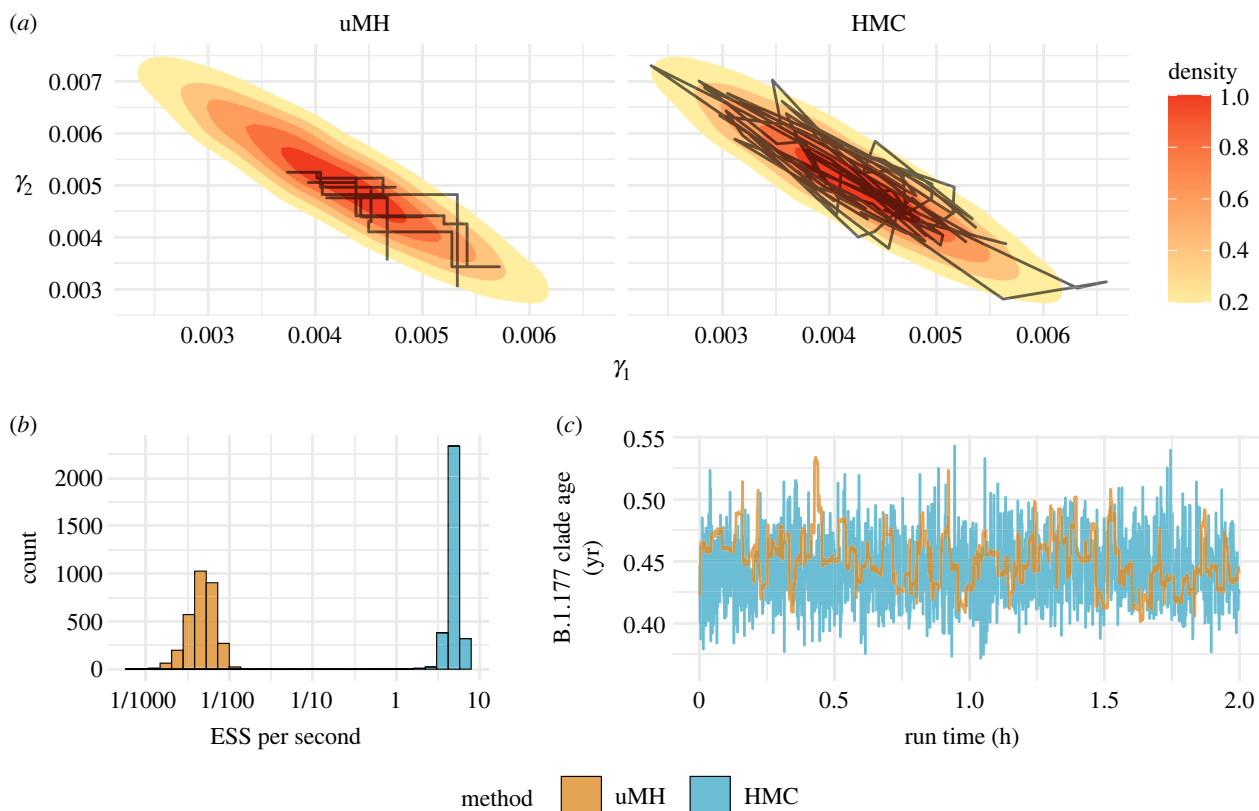 (a) uMH HMC
density
0.007 1.0
0.006 0.8
γ2 0.005 0.6
0.004 0.4
0.003 0.2
0.003 0.004 0.005 0.006 0.003 0.004 0.005 0.006
γ1
(b) (c)
2000
1500
1000
500
0
count
1/1000 1/100 1/10 1 10
ESS per second
0.55
0.50
0.45
0.40
B.1.177 clade age
(yr)
0 0.5 1.0 1.5 2.0
run time (h)
method uMH HMC